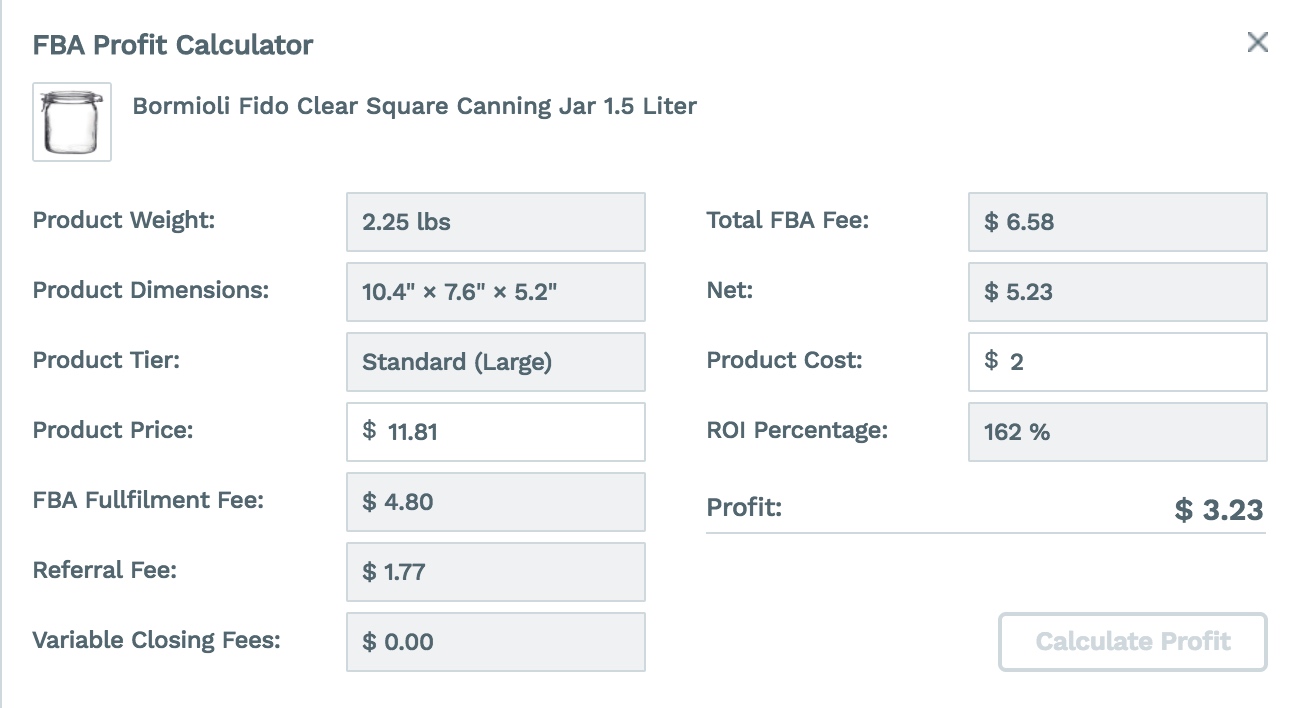 FBA Profit Calculator
Bormioli Fido Clear Square Canning Jar 1.5 Liter
Product Weight: 2.25 lbs
Product Dimensions: 10.4" × 7.6" × 5.2"
Product Tier: Standard (Large)
Product Price: $ 11.81
FBA Fullfilment Fee: $ 4.80
Referral Fee: $ 1.77
Variable Closing Fees: $ 0.00
Total FBA Fee: $ 6.58
Net: $ 5.23
Product Cost: $ 2
ROI Percentage: 162 %
Profit: $ 3.23
Calculate Profit